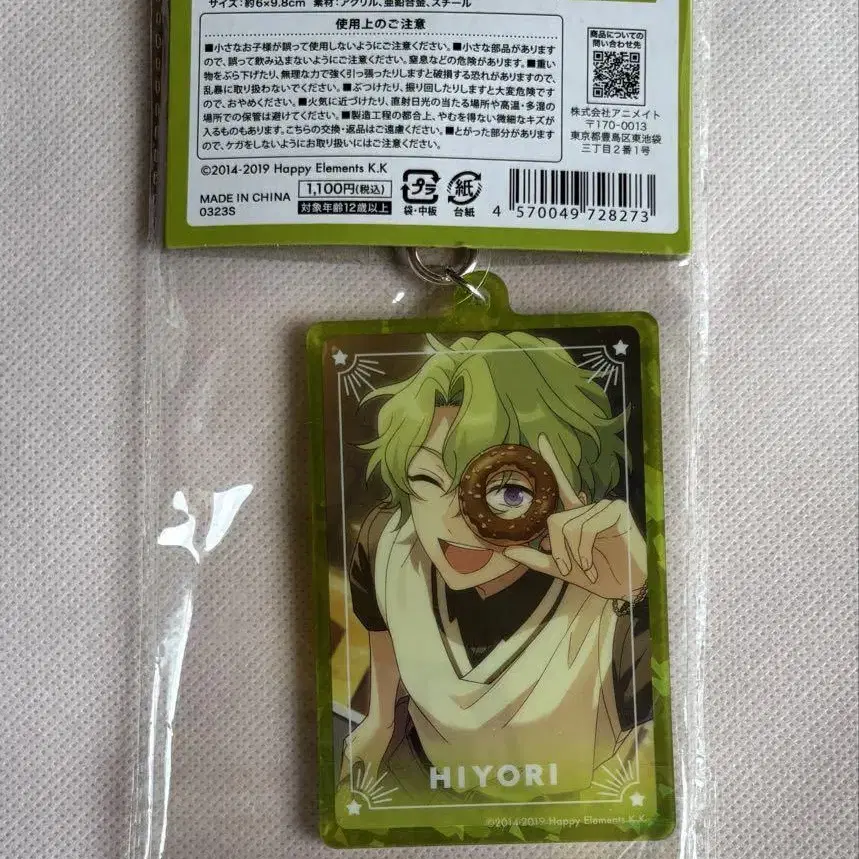 サイズ:約6×9.8cm 素材:アクリル、亜鉛合金、スチール
使用上のご注意
■小さなお子様が誤って使用しないようにご注意ください。■小さな部品がありますので、誤って飲み込まないようにご注意ください。窒息などの危険があります。■重い
物をぶら下げたり、無理な力で強く引っ張ったりしますと破損する恐れがありますので、
乱暴に取り扱わないでください。■ぶつけたり、振り回したりしますと大変危険です
ので、おやめください。■火気に近づけたり、直射日光の当たる場所や高温・多湿の
場所での保管は避けてください。■製造工程の都合上、やむを得ない微細なキズが
入るものもあります。こちらの交換・返品はご遠慮ください。■とがった部分があります
ので、ケガをしないようにお取り扱いにはご注意ください。
商品についての
問い合わせ先
株式会社アニメイト
〒170-0013
東京都豊島区東池袋
三丁目2番1号
©2014-2019 Happy Elements K.K
MADE IN CHINA
0323S
1,100円(税込)
対象年齢12歳以上
プラ
袋・中板
紙
台紙
4 570049 728273
HIYORI
©2014-2019 Happy Elements K.K